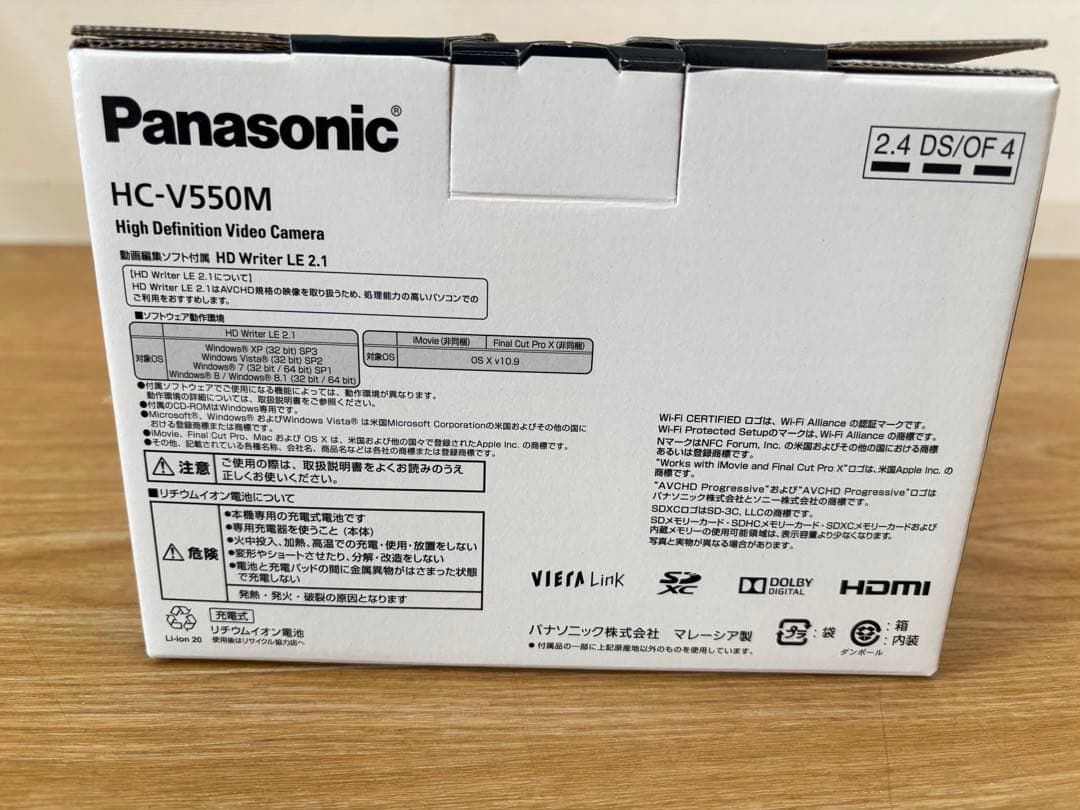 Panasonic®
2.4 DS/OF 4
HC-V550M
High Definition Video Camera
動画編集ソフト付属 HD Writer LE 2.1
【HD Writer LE 2.1について】
HD Writer LE 2.1はAVCHD規格の映像を取り扱うため、処理能力の高いパソコンでの
ご利用をおすすめします。
■ソフトウェア動作環境
HD Writer LE 2.1
対象OS
Windows® XP (32 bit) SP3
Windows Vista® (32 bit) SP2
Windows® 7 (32 bit / 64 bit) SP1
Windows® 8 / Windows® 8.1 (32 bit / 64 bit)
iMovie (非同梱) Final Cut Pro X (非同梱)
対象OS OS X v10.9
●付属ソフトウェアでご使用になる機能によっては、動作環境が異なります。
動作環境の詳細については、取扱説明書をご参照ください。
●付属のCD-ROMはWindows専用です。
●Microsoft®、Windows® およびWindows Vista® は米国Microsoft Corporationの米国およびその他の国に
おける登録商標または商標です。
●iMovie、Final Cut Pro、Mac および OS X は、米国および他の国々で登録されたApple Inc. の商標です。
●その他、記載されている各種名称、会社名、商品名などは各社の商標または登録商標です。
⚠ 注意
ご使用の際は、取扱説明書をよくお読みのうえ
正しくお使いください。
■リチウムイオン電池について
⚠ 危険
●本機専用の充電式電池です
●専用充電器を使うこと (本体)
●火中投入、加熱、高温での充電・使用・放置をしない
●変形やショートさせたり、分解・改造をしない
●電池と充電パッドの間に金属異物がはさまった状態
で充電しない
発熱・発火・破裂の原因となります
Li-ion 20
充電式
リチウムイオン電池
使用後はリサイクル協力店へ
Wi-Fi CERTIFIED ロゴは、Wi-Fi Alliance の認証マークです。
Wi-Fi Protected Setupのマークは、Wi-Fi Alliance の商標です。
NマークはNFC Forum, Inc. の米国およびその他の国における商標
あるいは登録商標です。
"Works with iMovie and Final Cut Pro X"ロゴは、米国Apple Inc. の
商標です。
"AVCHD Progressive"および"AVCHD Progressive"ロゴは
パナソニック株式会社とソニー株式会社の商標です。
SDXCロゴはSD-3C, LLCの商標です。
SDメモリーカード・SDHCメモリーカード・SDXCメモリーカードおよび
内蔵メモリーの使用可能領域は、表示容量より少なくなります。
写真と実物が異なる場合があります。
VIERA Link
SD XC
DOLBY DIGITAL
HDMI
パナソニック株式会社 マレーシア製
●付属品の一部に上記原産地以外のものを使用しています。
プラ : 袋
ダンボール
: 箱
: 内装